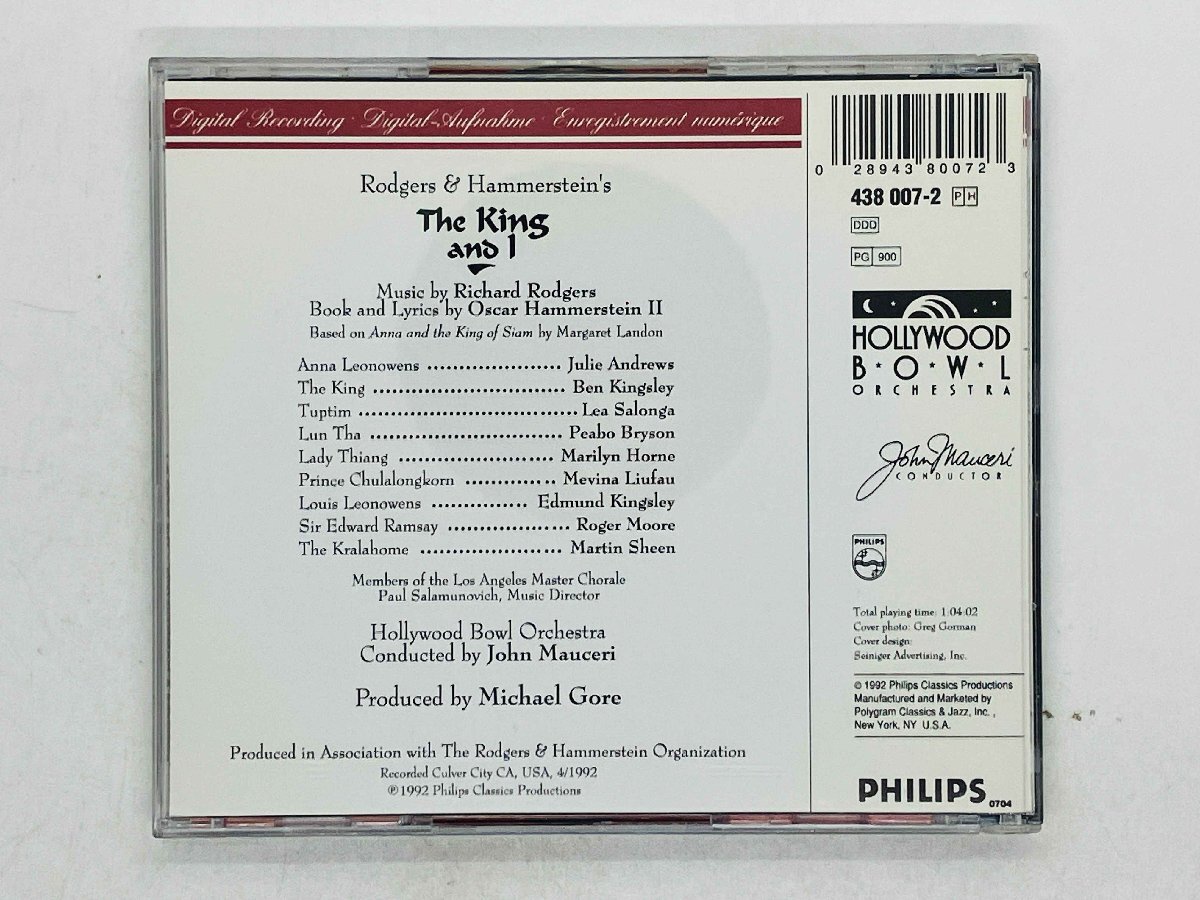 Digital Recording · Digital-Aufnahme · Enregistrement numérique
Rodgers & Hammerstein's
The King
and I
Music by Richard Rodgers
Book and Lyrics by Oscar Hammerstein II
Based on Anna and the King of Siam by Margaret Landon
Anna Leonowens ...................... Julie Andrews
The King ................................ Ben Kingsley
Tuptim ................................... Lea Salonga
Lun Tha ............................... Peabo Bryson
Lady Thiang ......................... Marilyn Horne
Prince Chulalongkorn .............. Mevina Liufau
Louis Leonowens ............... Edmund Kingsley
Sir Edward Ramsay .................... Roger Moore
The Kralahome ....................... Martin Sheen
Members of the Los Angeles Master Chorale
Paul Salamunovich, Music Director
Hollywood Bowl Orchestra
Conducted by John Mauceri
Produced by Michael Gore
Produced in Association with The Rodgers & Hammerstein Organization
Recorded Culver City CA, USA, 4/1992
℗1992 Philips Classics Productions
0 28943 80072 3
438 007-2 PH
DDD
PG 900
HOLLYWOOD
B·O·W·L
ORCHESTRA
John Mauceri
CONDUCTOR
PHILIPS
Total playing time: 1:04:02
Cover photo: Greg Gorman
Cover design:
Seiniger Advertising, Inc.
© 1992 Philips Classics Productions
Manufactured and Marketed by
Polygram Classics & Jazz, Inc.,
New York, NY U.S.A.
PHILIPS
0704